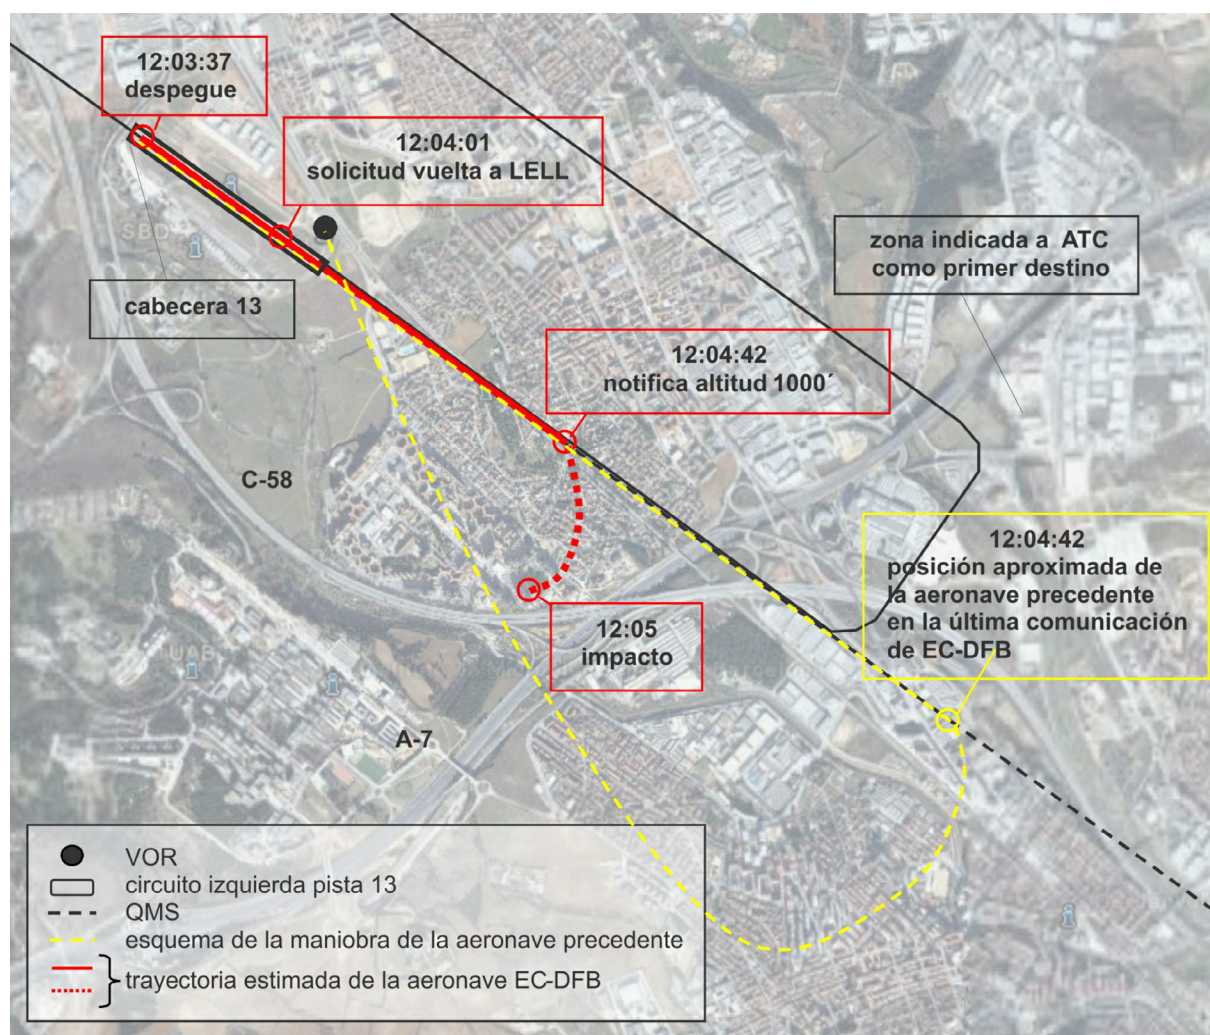 12:03:37
despegue
12:04:01
solicitud vuelta a LELL
SBD
zona indicada a ATC
como primer destino
cabecera 13
12:04:42
notifica altitud 1000´
C-58
12:04:42
posición aproximada de
la aeronave precedente
en la última comunicación
de EC-DFB
12:05
impacto
UAB
A-7
VOR
circuito izquierda pista 13
QMS
esquema de la maniobra de la aeronave precedente
trayectoria estimada de la aeronave EC-DFB